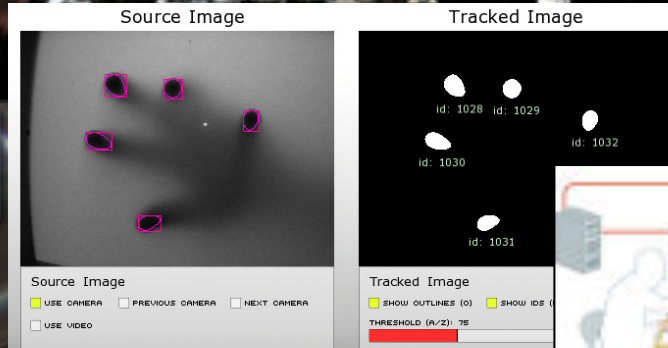 Source Image
Tracked Image
id: 1028
id: 1029
id: 1032
id: 1030
id: 1031
Source Image
USE CAMERA
PREVIOUS CAMERA
NEXT CAMERA
USE VIDEO
Tracked Image
SHOW OUTLINES (O)
SHOW IDS (
THRESHOLD (A/Z): 75